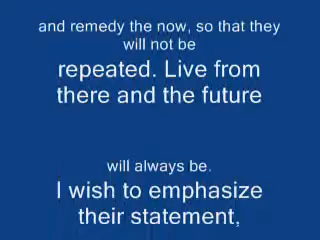 and remedy the now, so that they
will not be
repeated. Live from
there and the future
will always be.
I wish to emphasize
their statement,